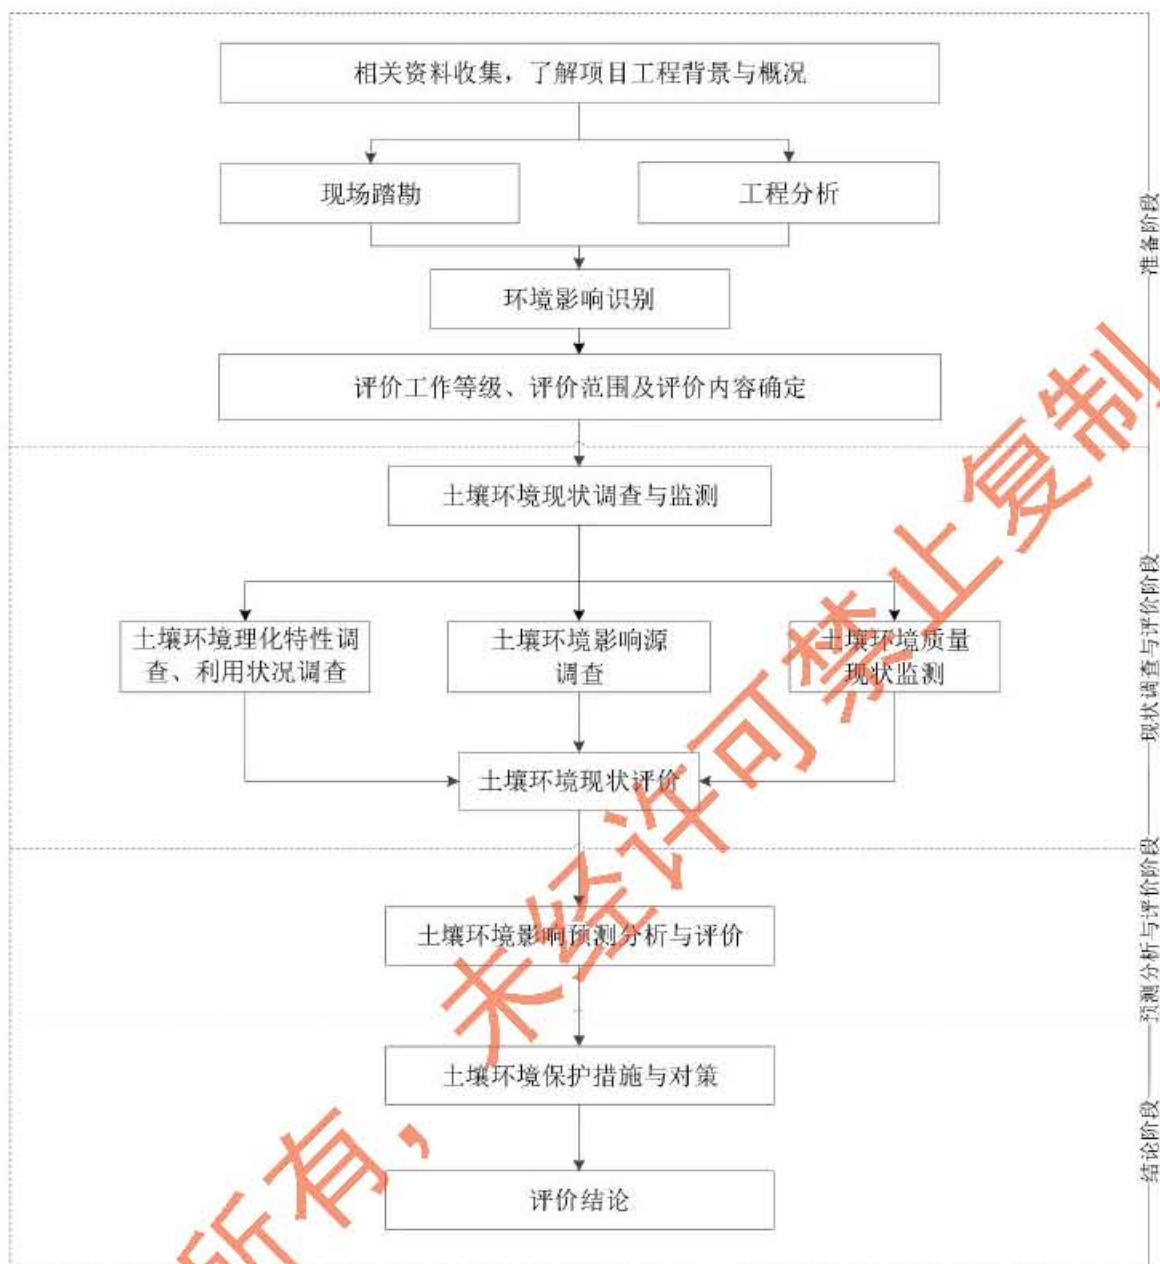 相关资料收集，了解项目工程背景与概况
现场踏勘
工程分析
环境影响识别
评价工作等级、评价范围及评价内容确定
准备阶段
土壤环境现状调查与监测
土壤环境理化特性调
查、利用状况调查
土壤环境影响源
调查
土壤环境质量
现状监测
土壤环境现状评价
现状调查与评价阶段
土壤环境影响预测分析与评价
预测分析与评价阶段
土壤环境保护措施与对策
评价结论
结论阶段
所有，未经许可禁止复制